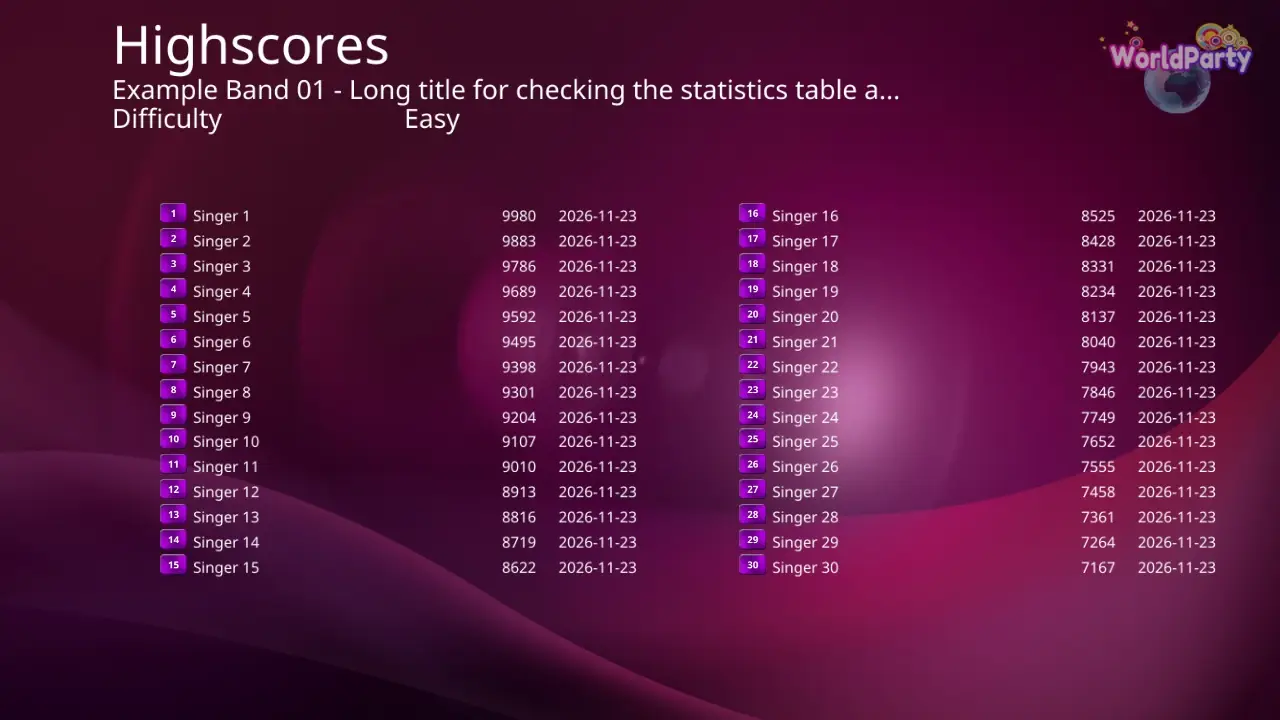 Highscores
WorldParty
Example Band 01 - Long title for checking the statistics table a...
Difficulty Easy
1 Singer 1 9980 2026-11-23
2 Singer 2 9883 2026-11-23
3 Singer 3 9786 2026-11-23
4 Singer 4 9689 2026-11-23
5 Singer 5 9592 2026-11-23
6 Singer 6 9495 2026-11-23
7 Singer 7 9398 2026-11-23
8 Singer 8 9301 2026-11-23
9 Singer 9 9204 2026-11-23
10 Singer 10 9107 2026-11-23
11 Singer 11 9010 2026-11-23
12 Singer 12 8913 2026-11-23
13 Singer 13 8816 2026-11-23
14 Singer 14 8719 2026-11-23
15 Singer 15 8622 2026-11-23
16 Singer 16 8525 2026-11-23
17 Singer 17 8428 2026-11-23
18 Singer 18 8331 2026-11-23
19 Singer 19 8234 2026-11-23
20 Singer 20 8137 2026-11-23
21 Singer 21 8040 2026-11-23
22 Singer 22 7943 2026-11-23
23 Singer 23 7846 2026-11-23
24 Singer 24 7749 2026-11-23
25 Singer 25 7652 2026-11-23
26 Singer 26 7555 2026-11-23
27 Singer 27 7458 2026-11-23
28 Singer 28 7361 2026-11-23
29 Singer 29 7264 2026-11-23
30 Singer 30 7167 2026-11-23